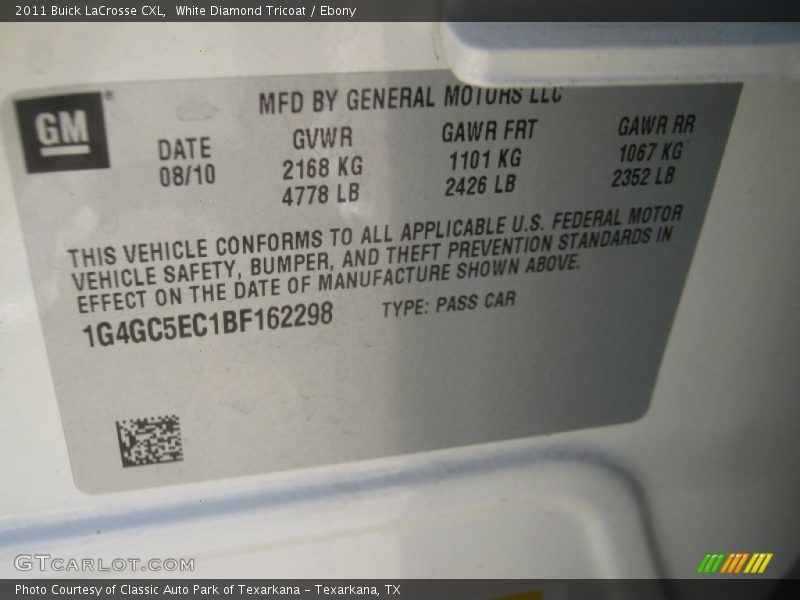 2011 Buick LaCrosse CXL, White Diamond Tricoat / Ebony
GM®
MFD BY GENERAL MOTORS LLC
DATE GVWR GAWR FRT GAWR RR
08/10 2168 KG 1101 KG 1067 KG
4778 LB 2426 LB 2352 LB
THIS VEHICLE CONFORMS TO ALL APPLICABLE U.S. FEDERAL MOTOR
VEHICLE SAFETY, BUMPER, AND THEFT PREVENTION STANDARDS IN
EFFECT ON THE DATE OF MANUFACTURE SHOWN ABOVE.
1G4GC5EC1BF162298 TYPE: PASS CAR
GTCARLOT.COM
Photo Courtesy of Classic Auto Park of Texarkana – Texarkana, TX